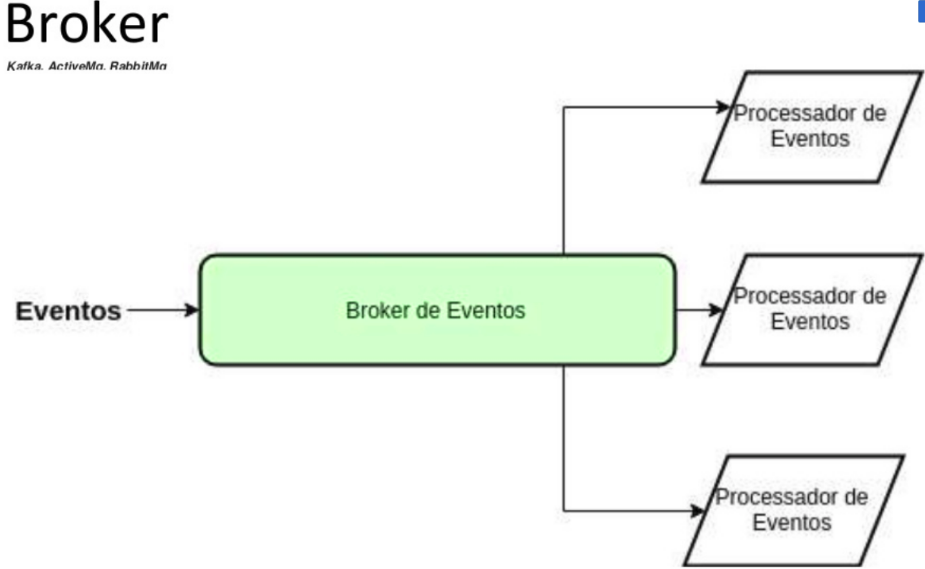 Broker
Kafka, ActiveMq, RabbitMq
Processador de
Eventos
Eventos
Broker de Eventos
Processador de
Eventos
Processador de
Eventos